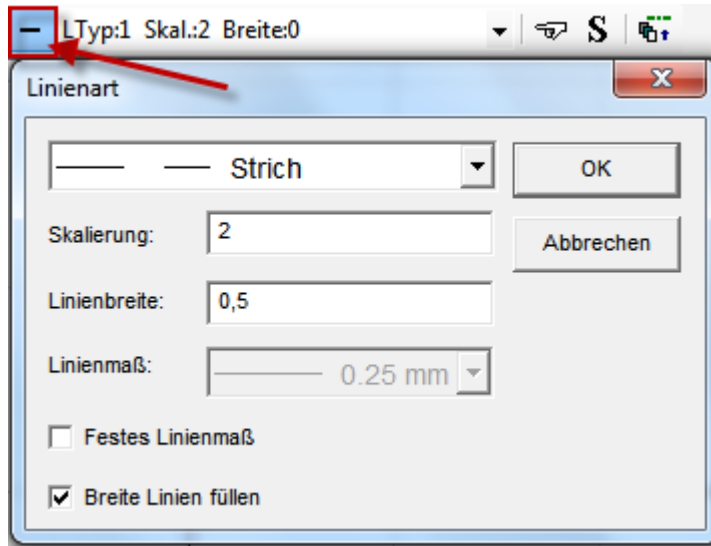 LTyp:1 Skal.:2 Breite:0 S
Linienart
Strich
OK
Skalierung: 2
Abbrechen
Linienbreite: 0,5
Linienmaß: 0.25 mm
Festes Linienmaß
Breite Linien füllen